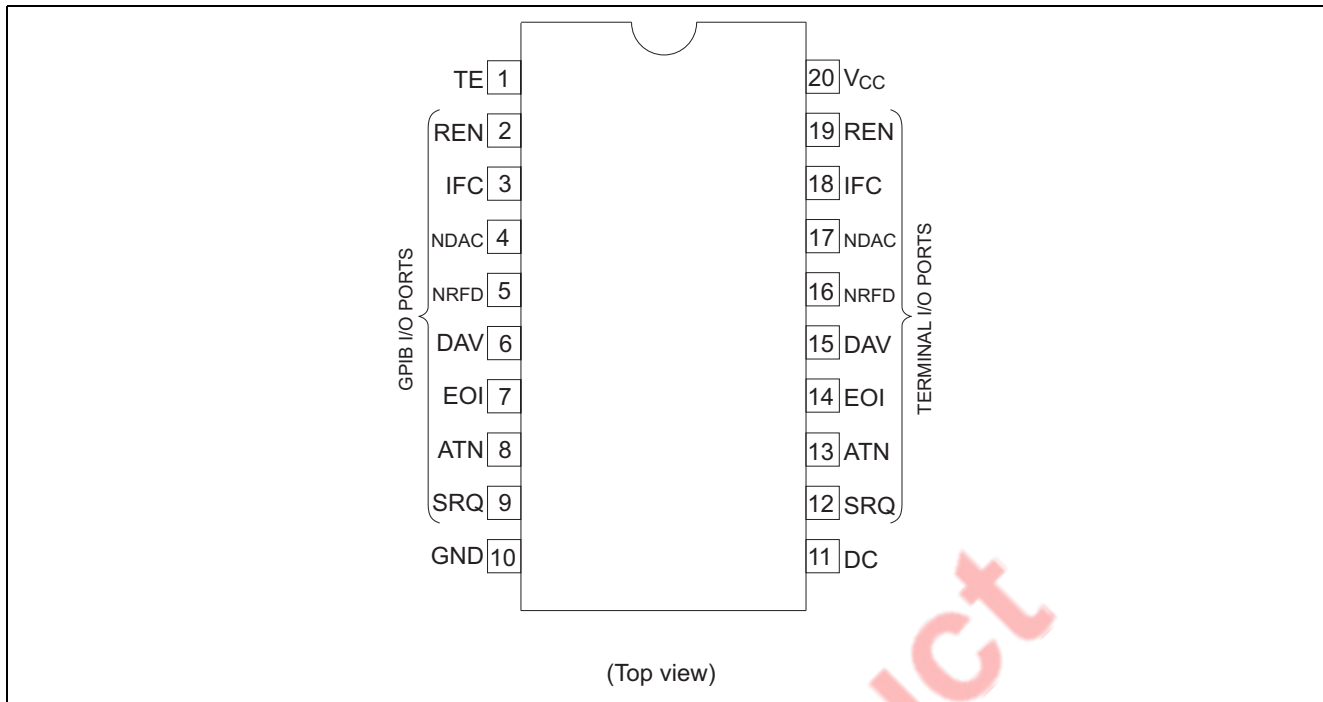 TE 1 20 VCC
REN 2 19 REN
IFC 3 18 IFC
NDAC 4 17 NDAC
NRFD 5 16 NRFD
DAV 6 15 DAV
EOI 7 14 EOI
ATN 8 13 ATN
SRQ 9 12 SRQ
GND 10 11 DC
GPIB I/O PORTS
TERMINAL I/O PORTS
(Top view)
uct